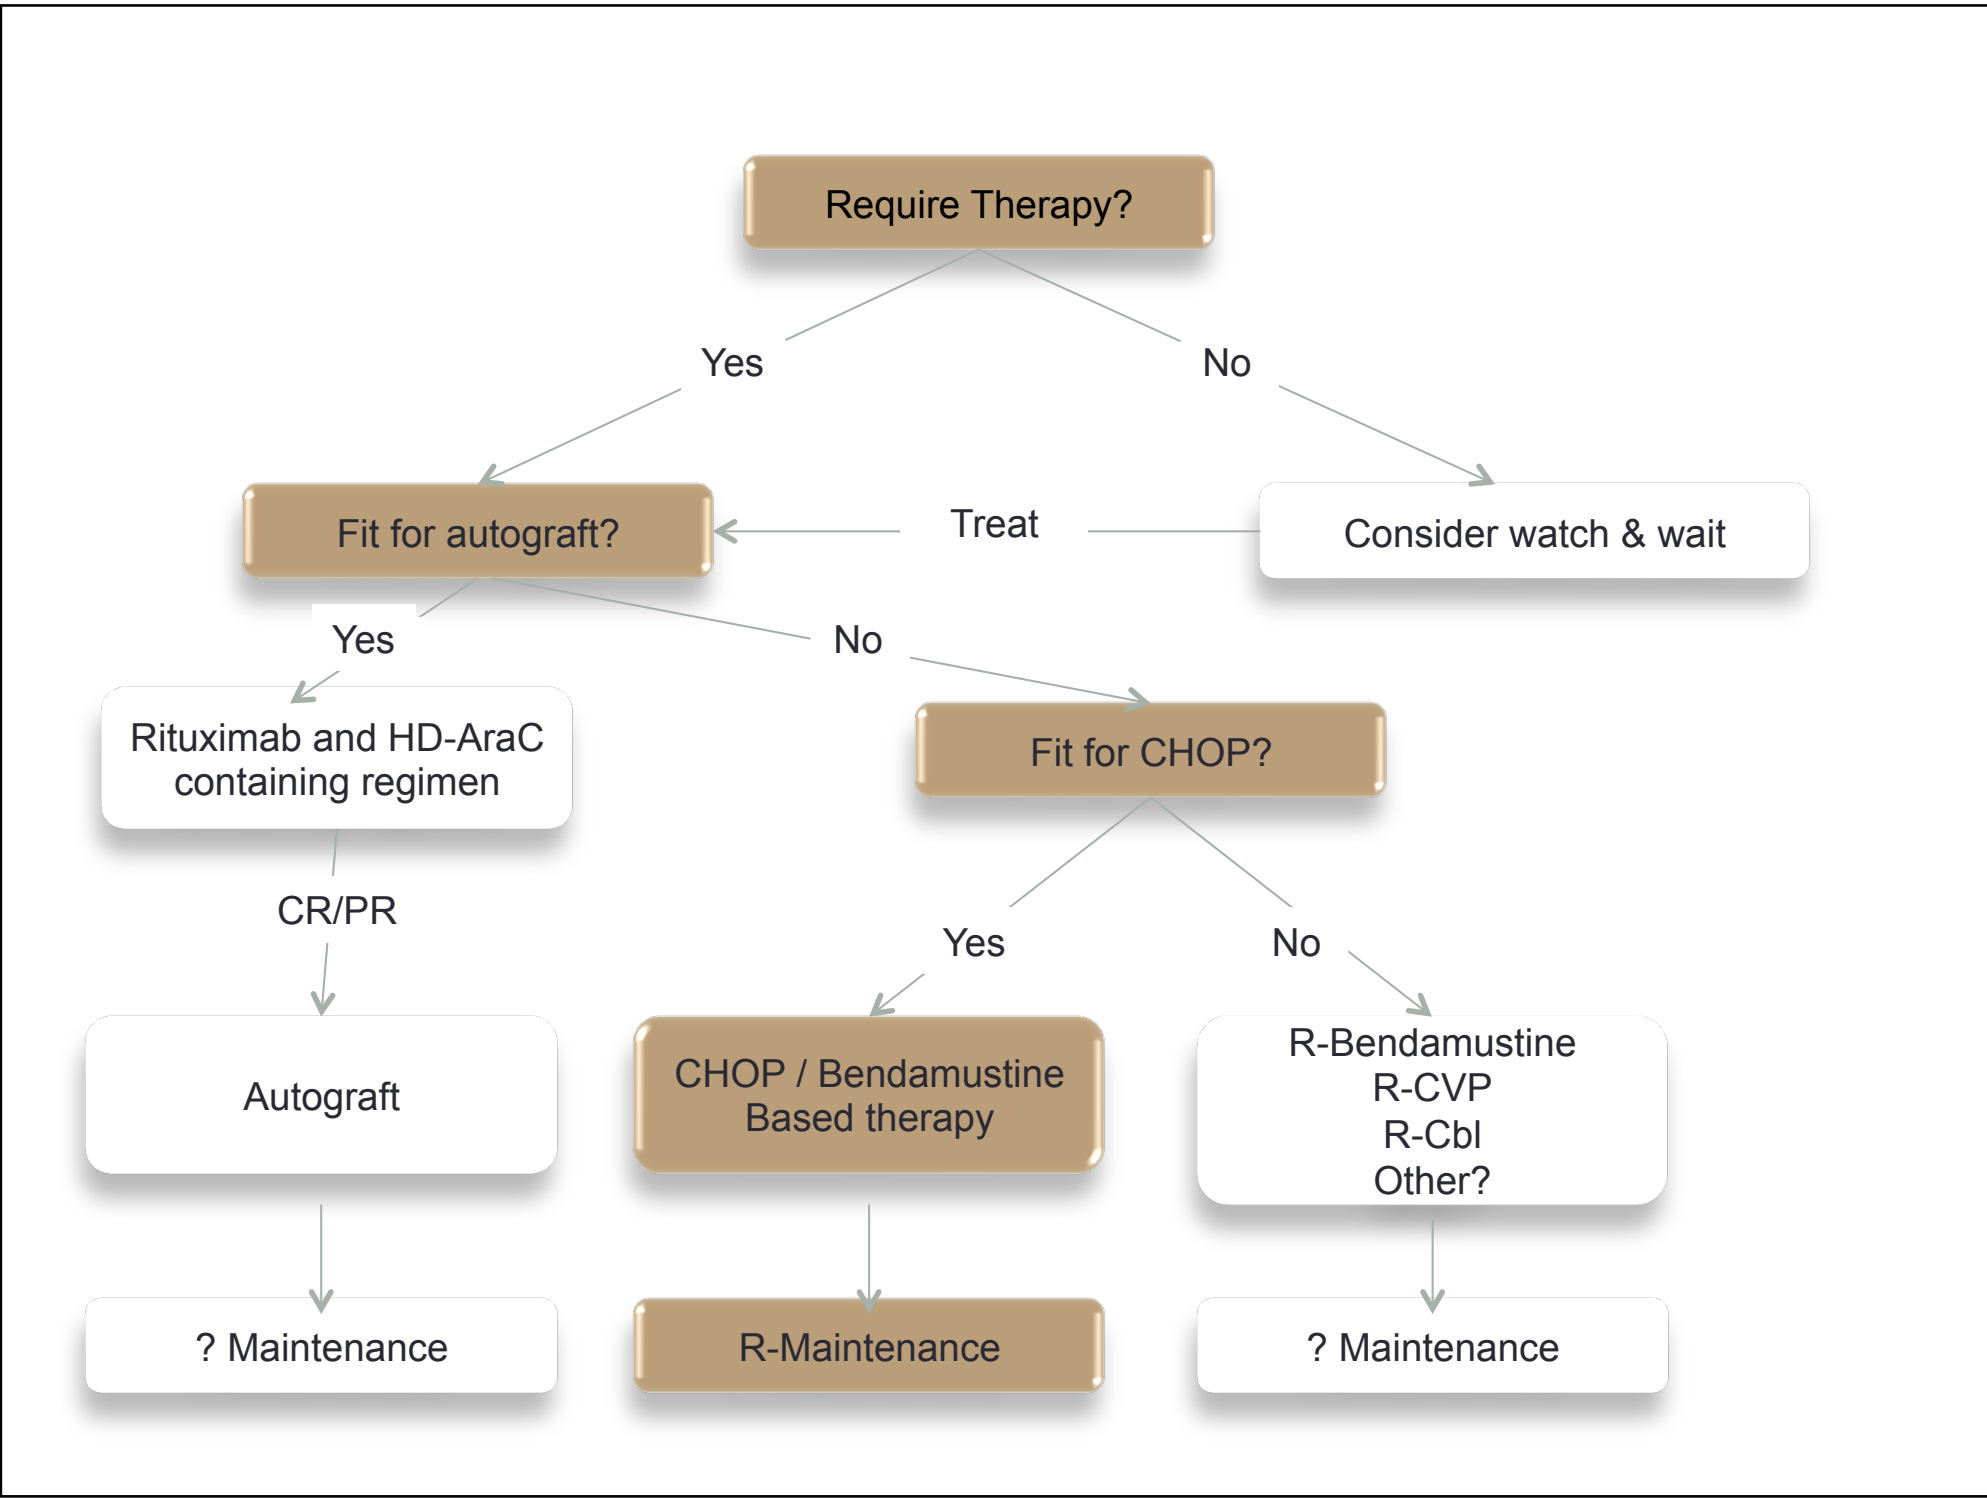 Require Therapy?
Yes
No
Fit for autograft?
Treat
Consider watch & wait
Yes
No
Rituximab and HD-AraC
containing regimen
Fit for CHOP?
CR/PR
Yes
No
Autograft
CHOP / Bendamustine
Based therapy
R-Bendamustine
R-CVP
R-Cbl
Other?
? Maintenance
R-Maintenance
? Maintenance